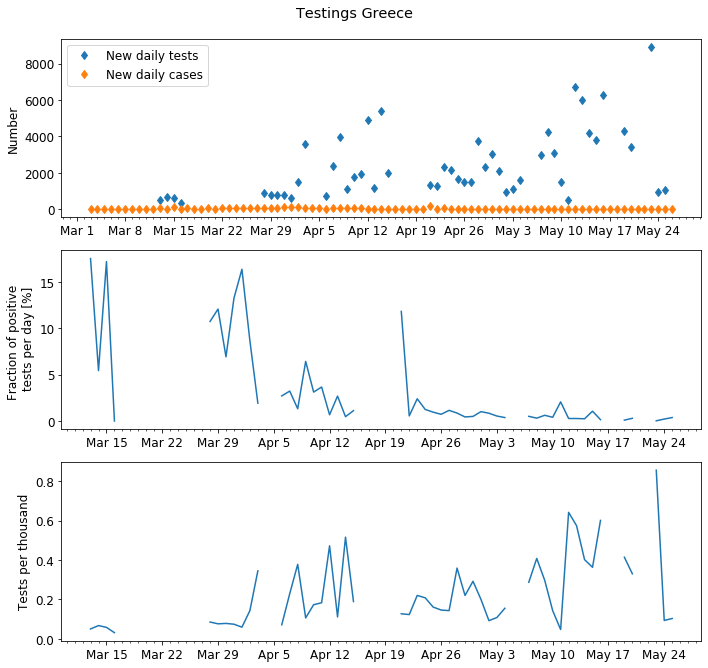 Testings Greece
New daily tests
New daily cases
Number
8000
6000
4000
2000
0
Mar 1 Mar 8 Mar 15 Mar 22 Mar 29 Apr 5 Apr 12 Apr 19 Apr 26 May 3 May 10 May 17 May 24
Fraction of positive
tests per day [%]
15
10
5
0
Mar 15 Mar 22 Mar 29 Apr 5 Apr 12 Apr 19 Apr 26 May 3 May 10 May 17 May 24
Tests per thousand
0.8
0.6
0.4
0.2
0.0
Mar 15 Mar 22 Mar 29 Apr 5 Apr 12 Apr 19 Apr 26 May 3 May 10 May 17 May 24